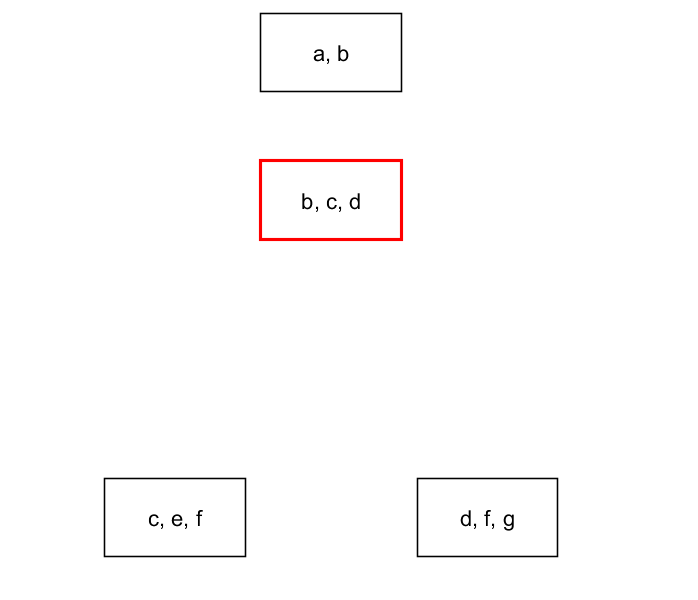 a, b
b, c, d
c, e, f
d, f, g